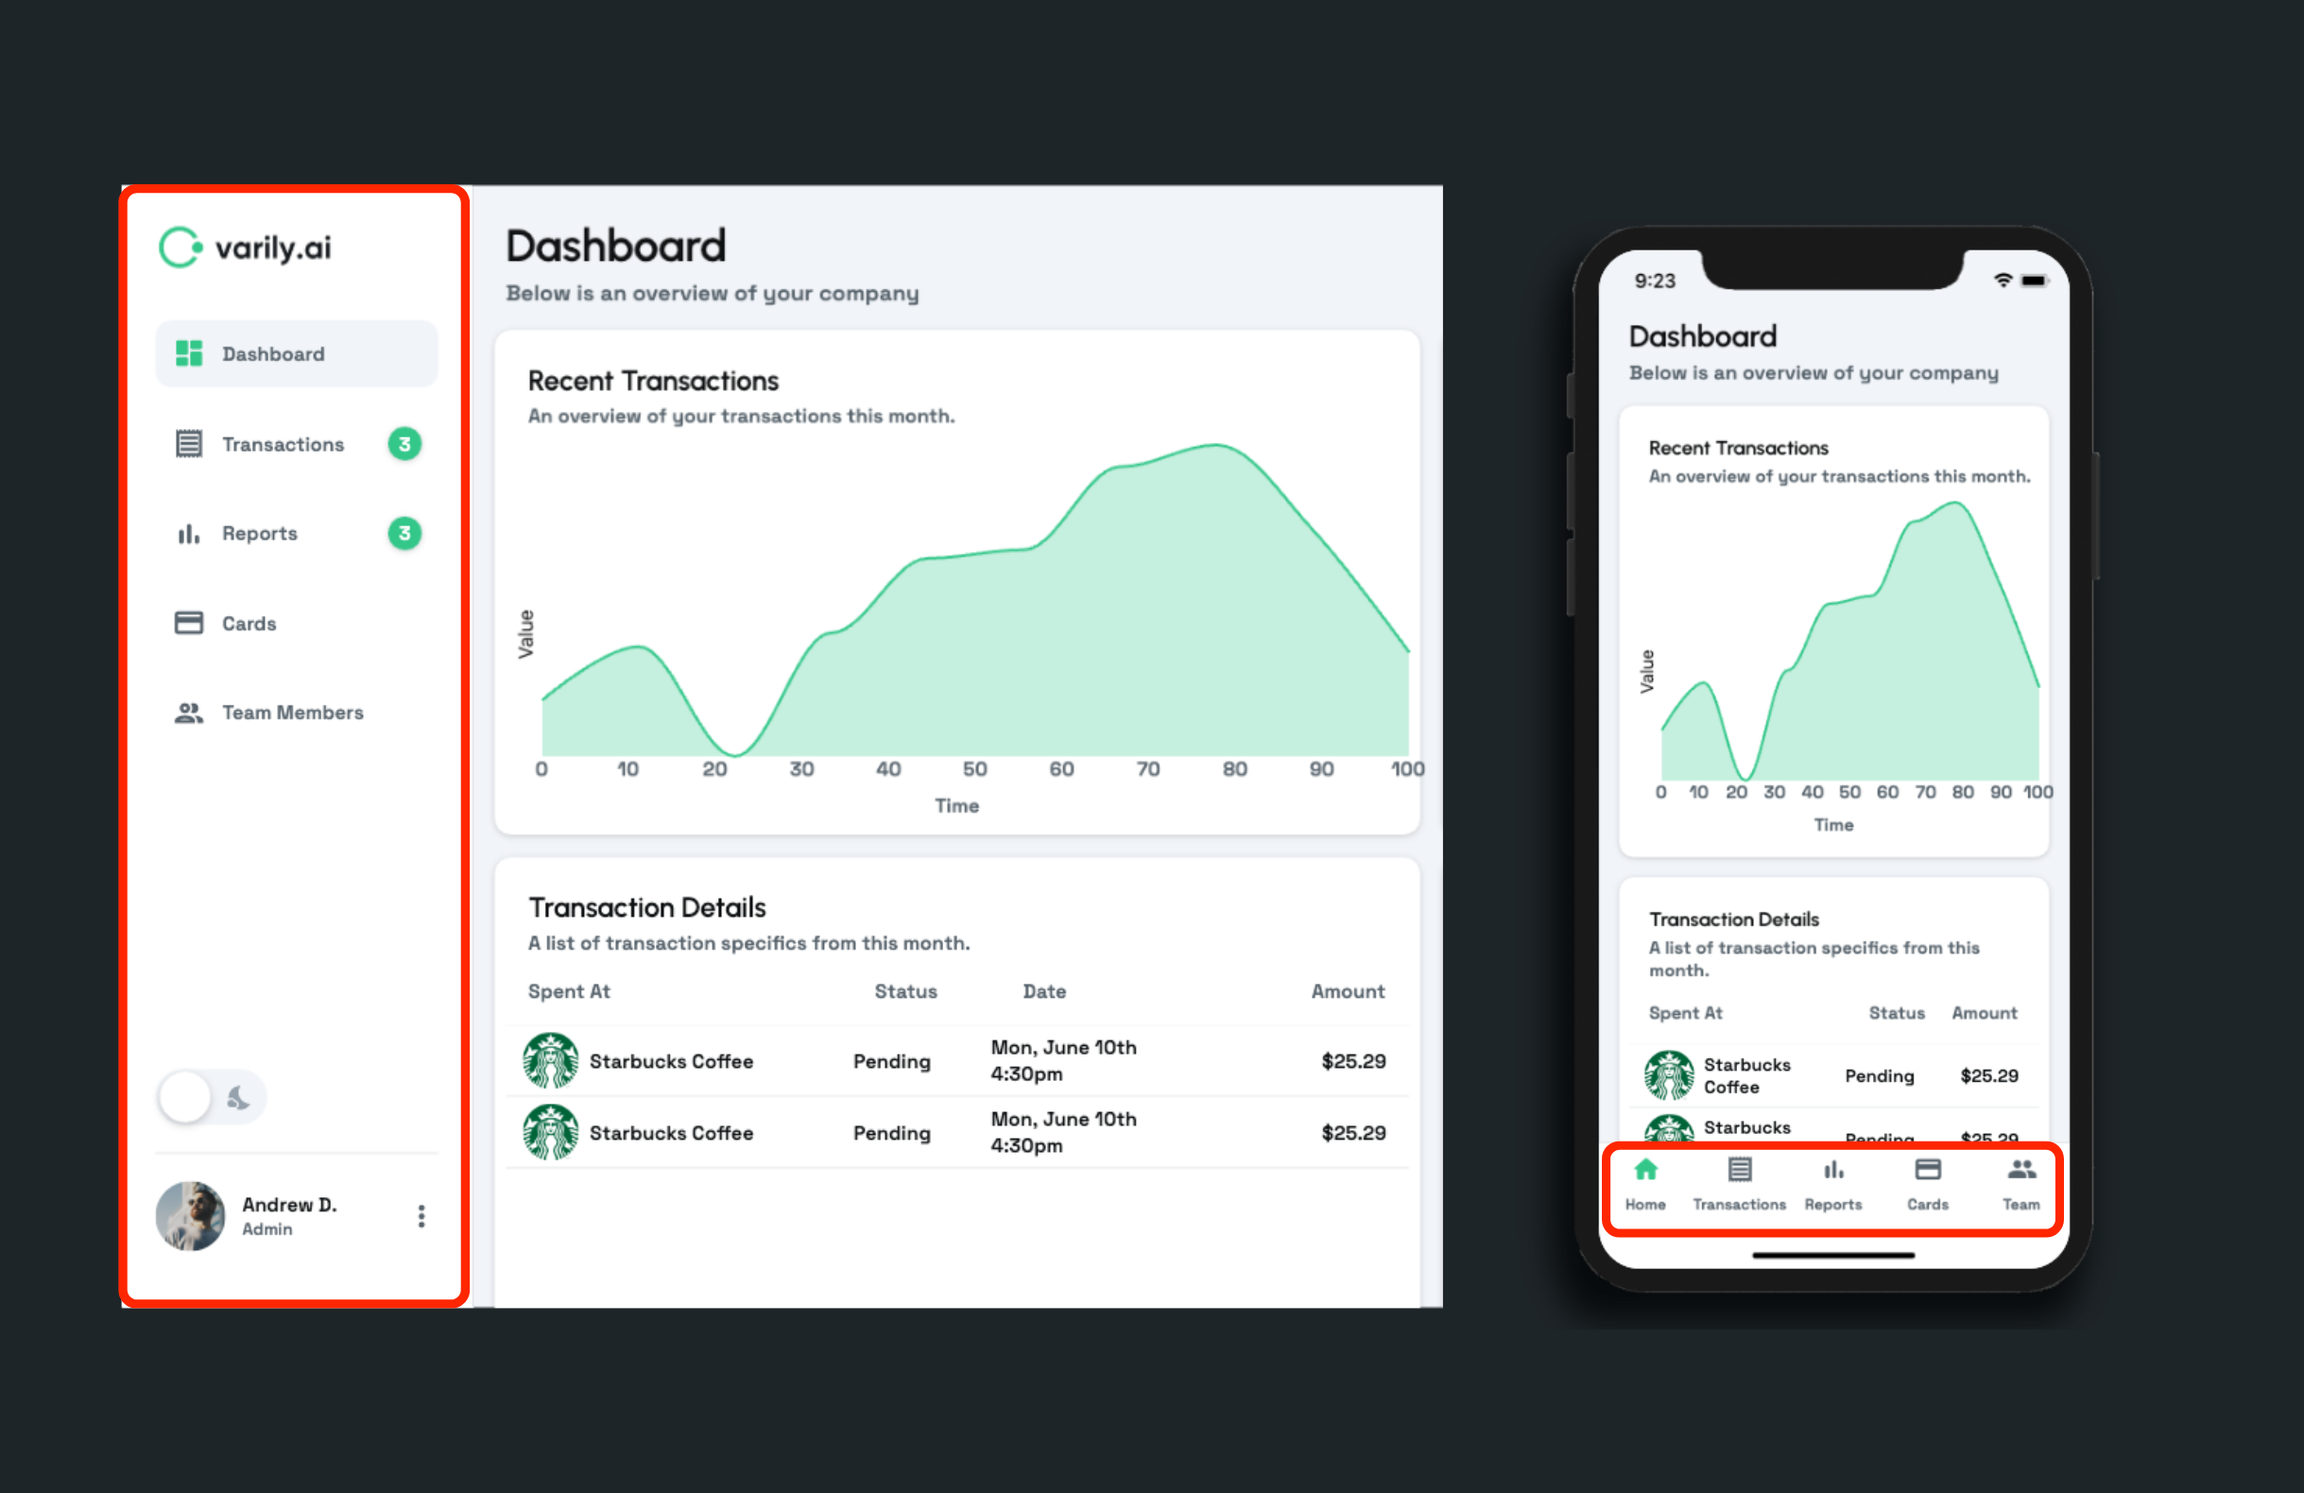 varily.ai
Dashboard
Transactions 3
Reports 3
Cards
Team Members
Andrew D.
Admin
Dashboard
Below is an overview of your company
Recent Transactions
An overview of your transactions this month.
Value
0 10 20 30 40 50 60 70 80 90 100
Time
Transaction Details
A list of transaction specifics from this month.
Spent At Status Date Amount
Starbucks Coffee Pending Mon, June 10th
4:30pm $25.29
Starbucks Coffee Pending Mon, June 10th
4:30pm $25.29
9:23
Dashboard
Below is an overview of your company
Recent Transactions
An overview of your transactions this month.
Value
0 10 20 30 40 50 60 70 80 90 100
Time
Transaction Details
A list of transaction specifics from this
month.
Spent At Status Amount
Starbucks
Coffee Pending $25.29
Starbucks
Pending $25.29
Home Transactions Reports Cards Team